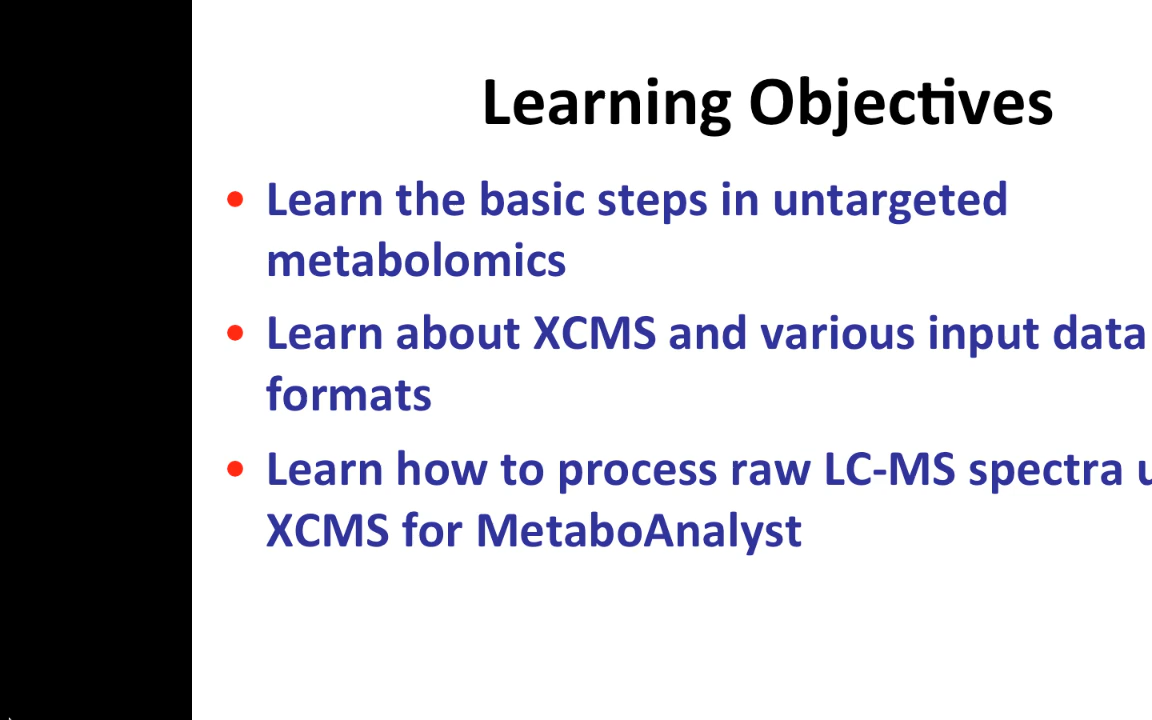 Learning Objectives
• Learn the basic steps in untargeted
metabolomics
• Learn about XCMS and various input data
formats
• Learn how to process raw LC-MS spectra
XCMS for MetaboAnalyst